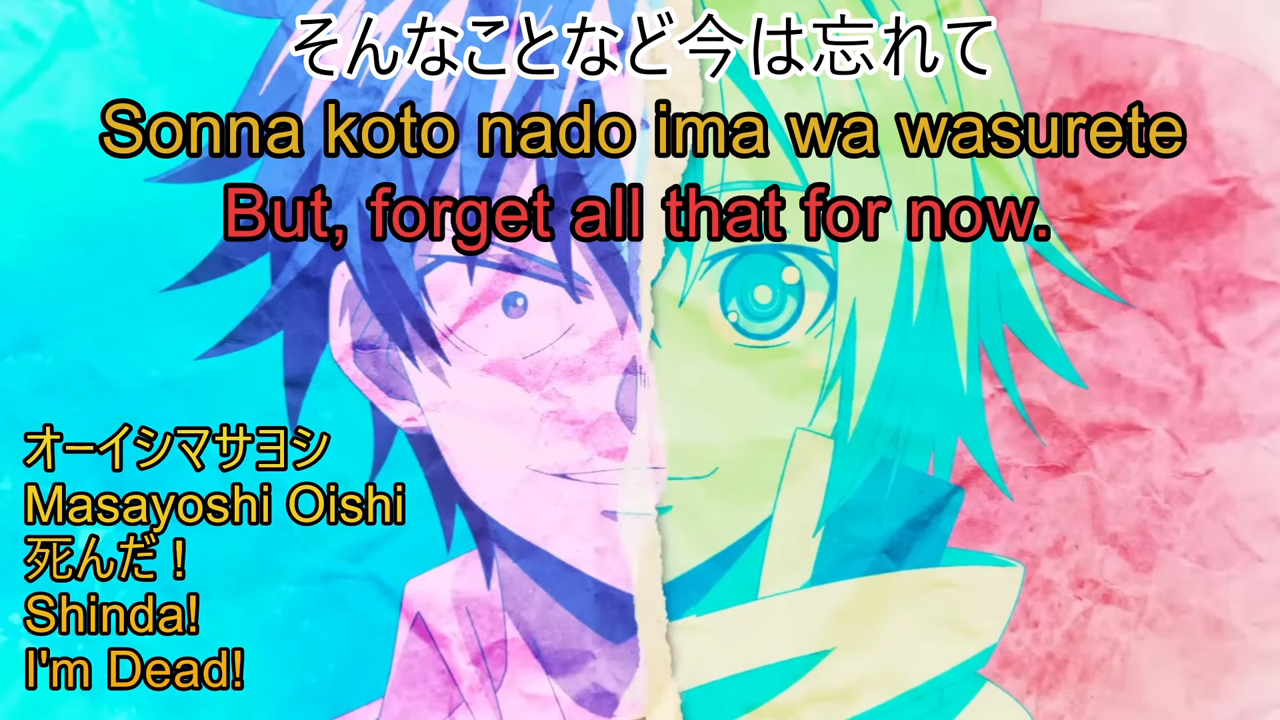 そんなことなど今は忘れて
Sonna koto nado ima wa wasurete
But, forget all that for now.
オーイシマサヨシ
Masayoshi Oishi
死んだ！
Shinda!
I'm Dead!